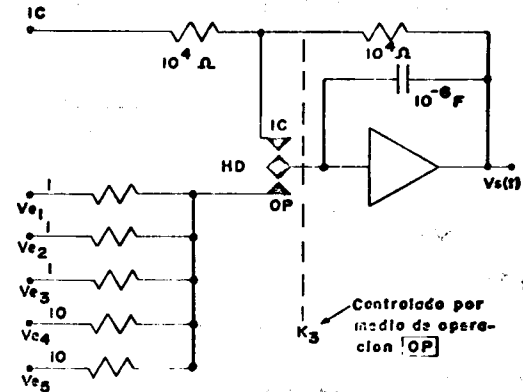 IC
10⁴ Ω
10⁴ Ω
10⁻⁶ F
IC
HD
OP
Vs(t)
1
Ve₁
1
Ve₂
1
Ve₃
10
Ve₄
10
Ve₅
K₃
Controlado por
medio de opera-
cion OP